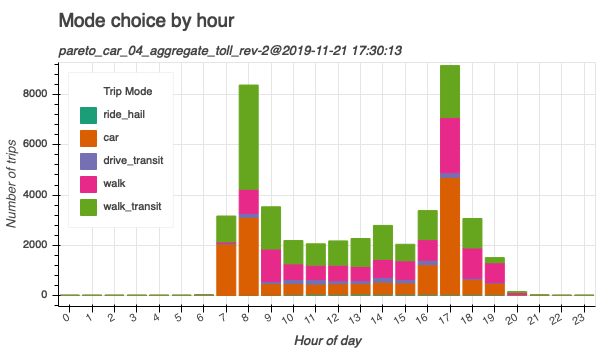 Mode choice by hour
pareto_car_04_aggregate_toll_rev-2@2019-11-21 17:30:13
Number of trips
8000
6000
4000
2000
0
Trip Mode
ride_hail
car
drive_transit
walk
walk_transit
0 1 2 3 4 5 6 7 8 9 10 11 12 13 14 15 16 17 18 19 20 21 22 23
Hour of day